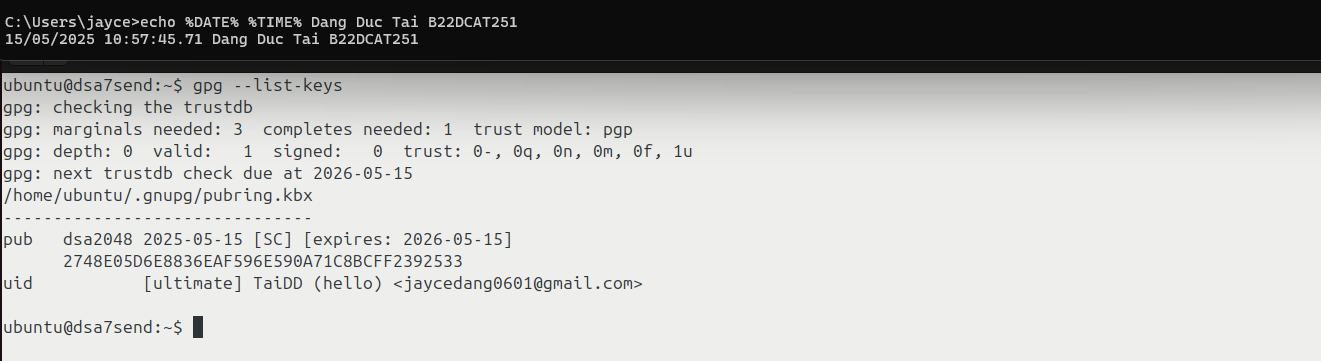 C:\Users\jayce>echo %DATE% %TIME% Dang Duc Tai B22DCAT251
15/05/2025 10:57:45.71 Dang Duc Tai B22DCAT251
ubuntu@dsa7send:~$ gpg --list-keys
gpg: checking the trustdb
gpg: marginals needed: 3  completes needed: 1  trust model: pgp
gpg: depth: 0  valid:   1  signed:   0  trust: 0-, 0q, 0n, 0m, 0f, 1u
gpg: next trustdb check due at 2026-05-15
/home/ubuntu/.gnupg/pubring.kbx
-------------------------------
pub   dsa2048 2025-05-15 [SC] [expires: 2026-05-15]
      2748E05D6E8836EAF596E590A71C8BCFF2392533
uid           [ultimate] TaiDD (hello) <jaycedang0601@gmail.com>
ubuntu@dsa7send:~$